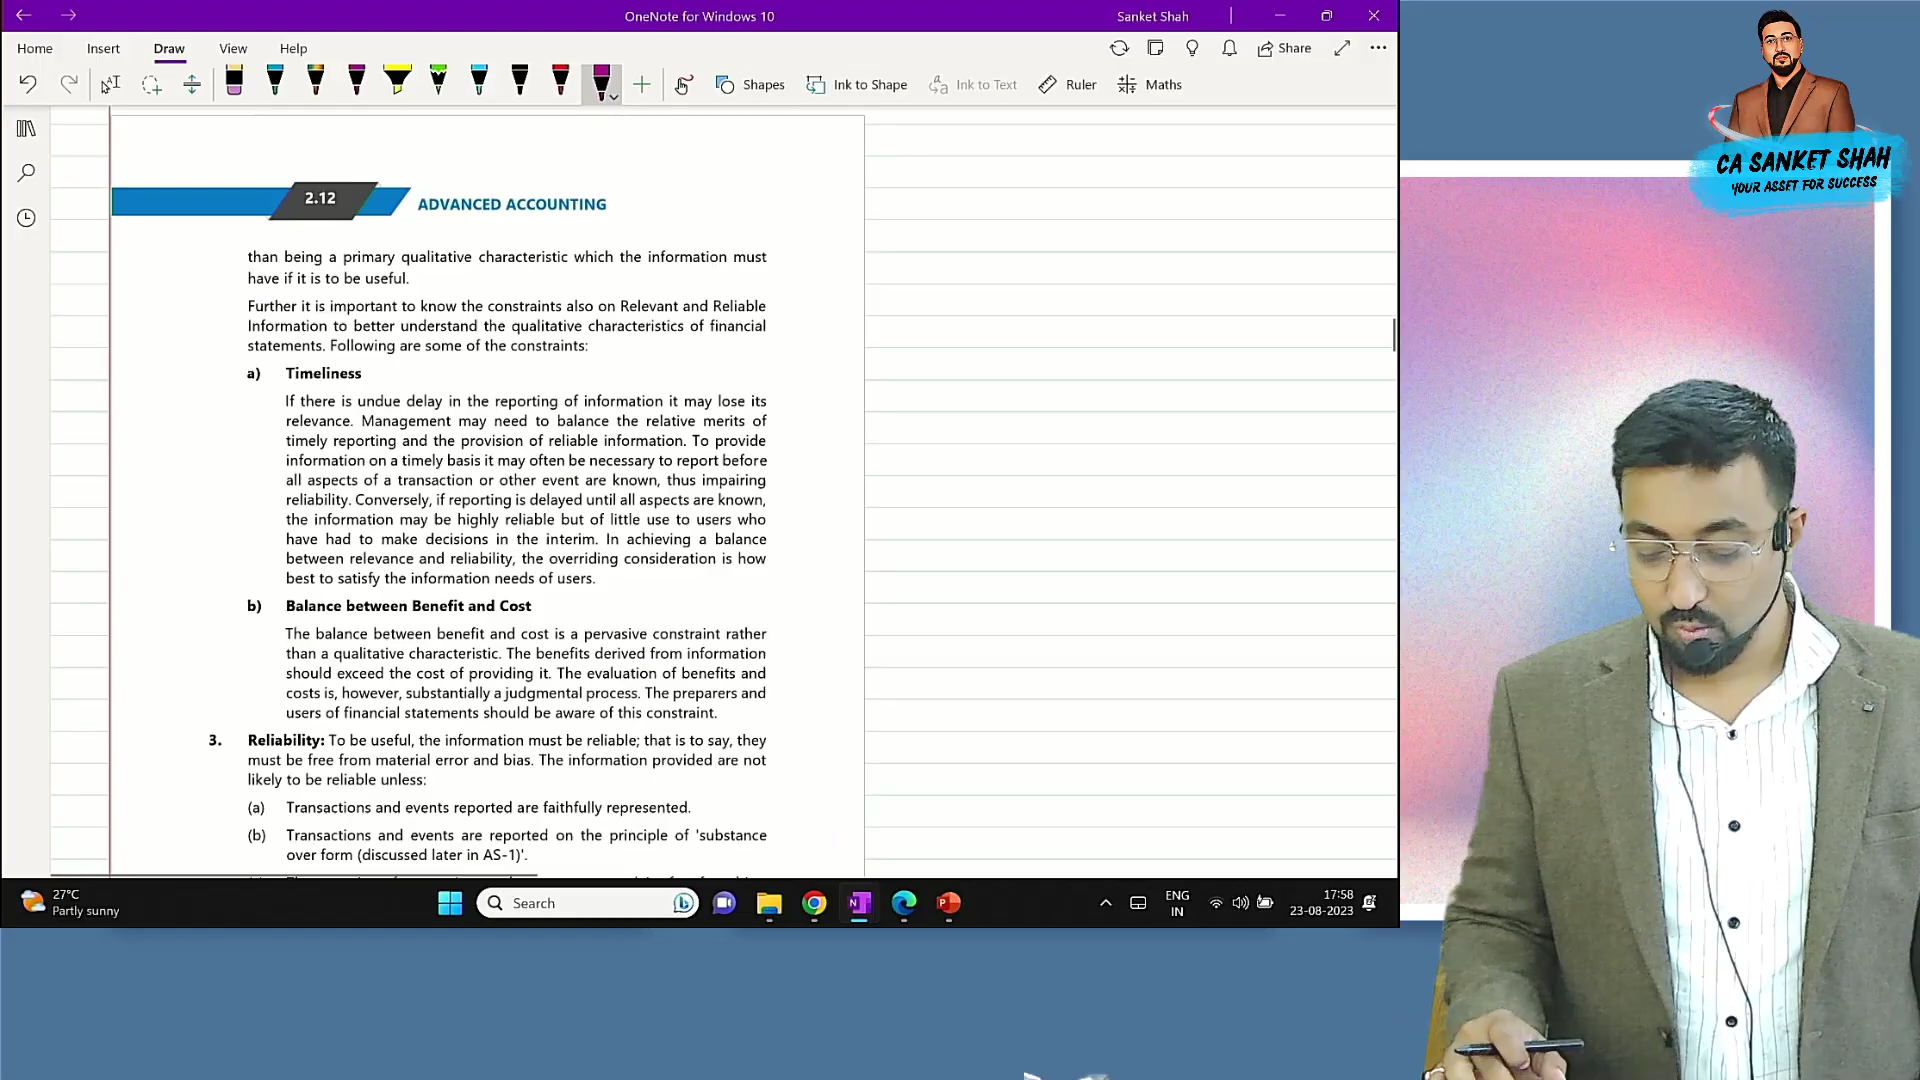 OneNote for Windows 10
Sanket Shah
Home Insert Draw View Help
Share
Shapes Ink to Shape Ink to Text Ruler Maths
CA SANKET SHAH
YOUR ASSET FOR SUCCESS
2.12 ADVANCED ACCOUNTING
than being a primary qualitative characteristic which the information must
have if it is to be useful.
Further it is important to know the constraints also on Relevant and Reliable
Information to better understand the qualitative characteristics of financial
statements. Following are some of the constraints:
a) Timeliness
If there is undue delay in the reporting of information it may lose its
relevance. Management may need to balance the relative merits of
timely reporting and the provision of reliable information. To provide
information on a timely basis it may often be necessary to report before
all aspects of a transaction or other event are known, thus impairing
reliability. Conversely, if reporting is delayed until all aspects are known,
the information may be highly reliable but of little use to users who
have had to make decisions in the interim. In achieving a balance
between relevance and reliability, the overriding consideration is how
best to satisfy the information needs of users.
b) Balance between Benefit and Cost
The balance between benefit and cost is a pervasive constraint rather
than a qualitative characteristic. The benefits derived from information
should exceed the cost of providing it. The evaluation of benefits and
costs is, however, substantially a judgmental process. The preparers and
users of financial statements should be aware of this constraint.
3. Reliability: To be useful, the information must be reliable; that is to say, they
must be free from material error and bias. The information provided are not
likely to be reliable unless:
(a) Transactions and events reported are faithfully represented.
(b) Transactions and events are reported on the principle of 'substance
over form (discussed later in AS-1)'.
27°C
Partly sunny
Search
ENG
IN
17:58
23-08-2023